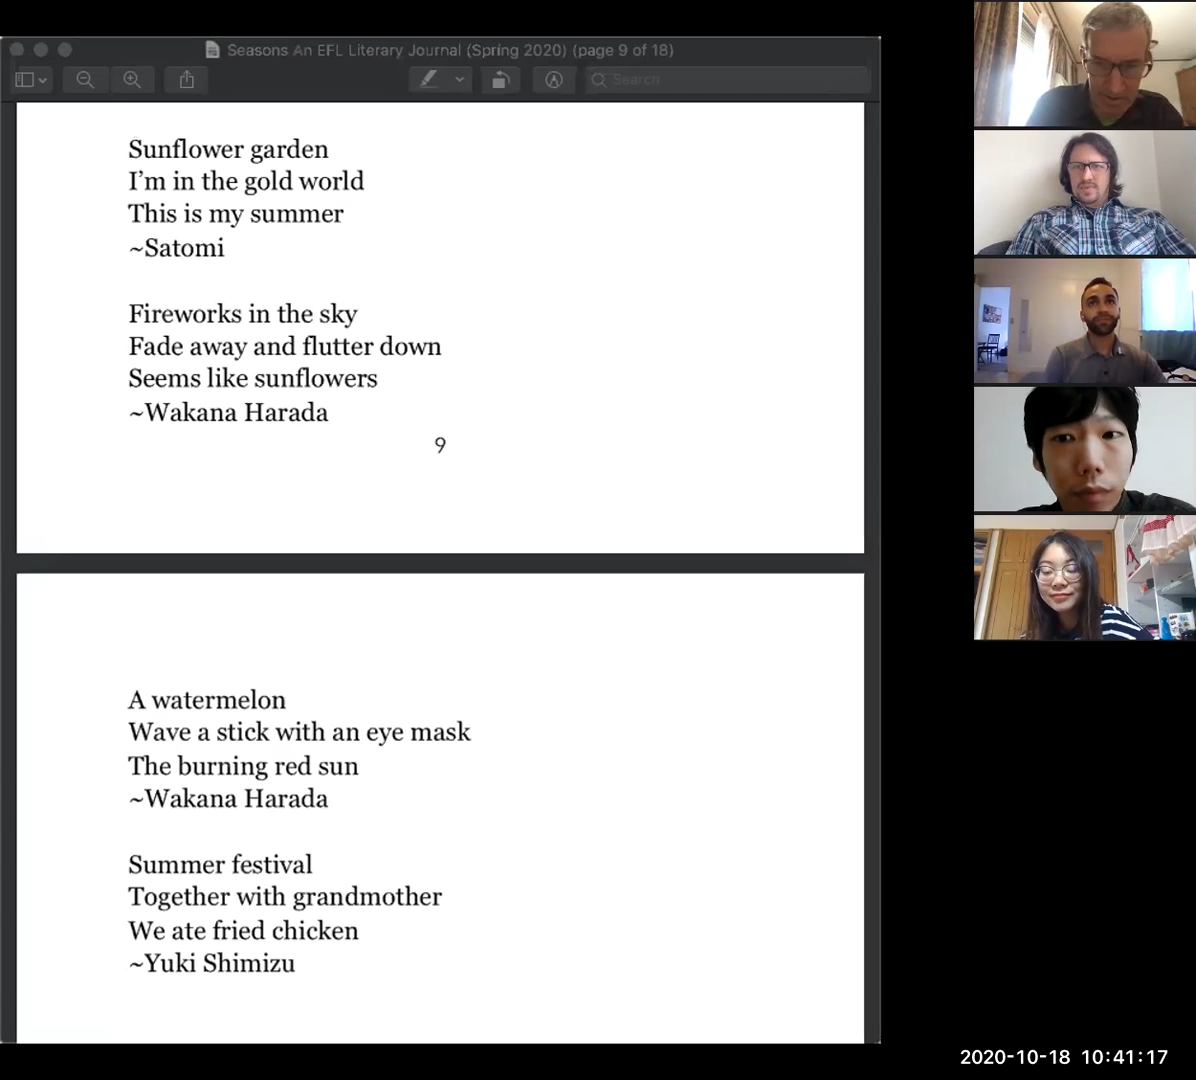 Seasons An EFL Literary Journal (Spring 2020) (page 9 of 18)
Search
Sunflower garden
I’m in the gold world
This is my summer
~Satomi
Fireworks in the sky
Fade away and flutter down
Seems like sunflowers
~Wakana Harada
9
A watermelon
Wave a stick with an eye mask
The burning red sun
~Wakana Harada
Summer festival
Together with grandmother
We ate fried chicken
~Yuki Shimizu
2020-10-18 10:41:17